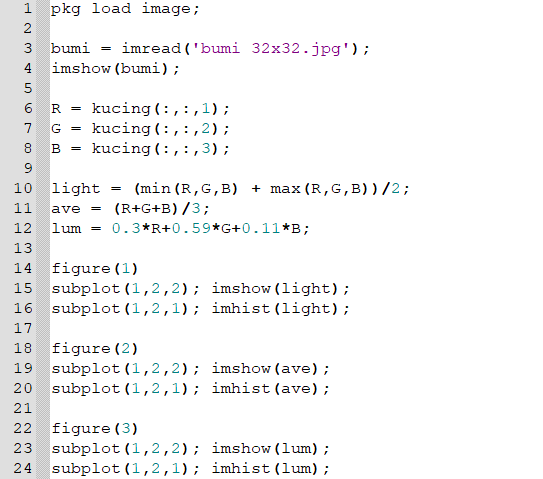 1 pkg load image;
2
3 bumi = imread('bumi 32x32.jpg');
4 imshow(bumi);
5
6 R = kucing(:,:,1);
7 G = kucing(:,:,2);
8 B = kucing(:,:,3);
9
10 light = (min(R,G,B) + max(R,G,B))/2;
11 ave = (R+G+B)/3;
12 lum = 0.3*R+0.59*G+0.11*B;
13
14 figure(1)
15 subplot(1,2,2); imshow(light);
16 subplot(1,2,1); imhist(light);
17
18 figure(2)
19 subplot(1,2,2); imshow(ave);
20 subplot(1,2,1); imhist(ave);
21
22 figure(3)
23 subplot(1,2,2); imshow(lum);
24 subplot(1,2,1); imhist(lum);